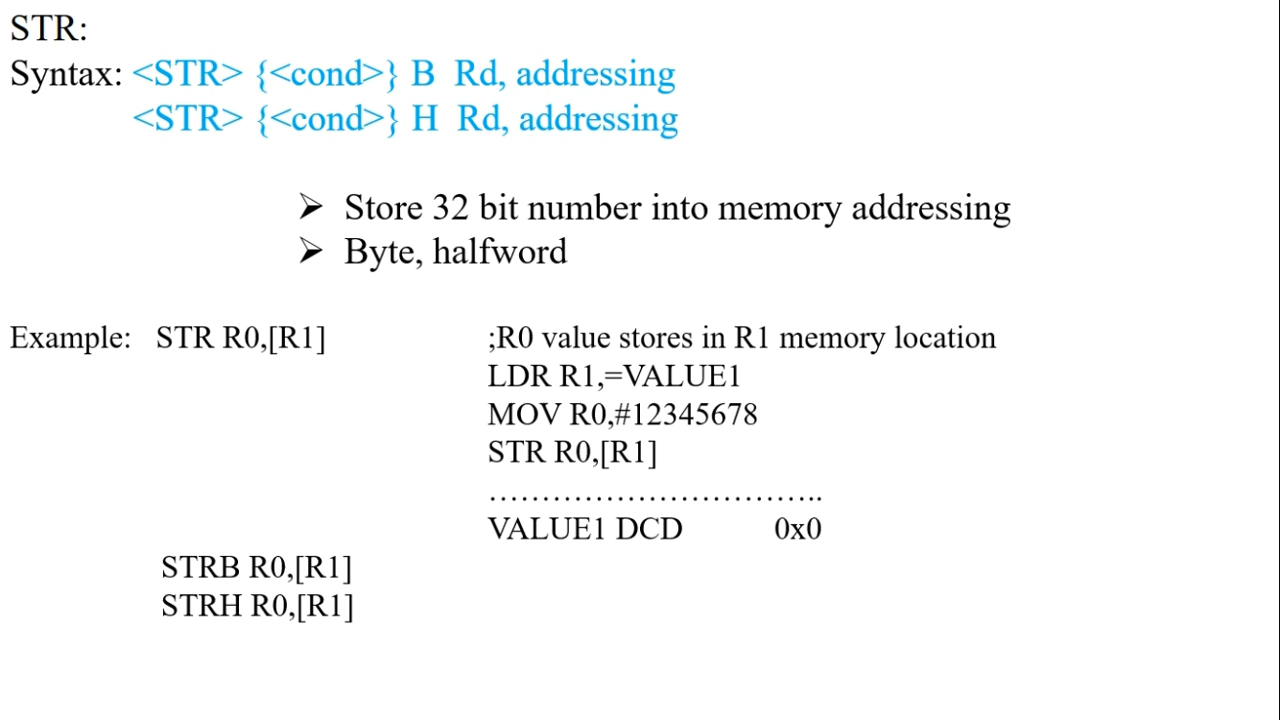 STR:
Syntax: <STR> {<cond>} B Rd, addressing
<STR> {<cond>} H Rd, addressing
➢ Store 32 bit number into memory addressing
➢ Byte, halfword
Example: STR R0,[R1] ;R0 value stores in R1 memory location
LDR R1,=VALUE1
MOV R0,#12345678
STR R0,[R1]
…………………………..
VALUE1 DCD 0x0
STRB R0,[R1]
STRH R0,[R1]